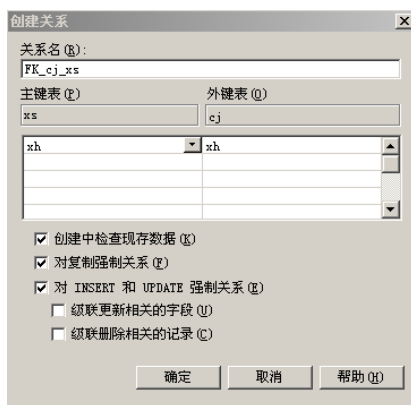 创建关系
关系名(R):
FK_cj_xs
主键表(P) 外键表(O)
xs cj
xh xh
创建中检查现存数据(K)
对复制强制关系(F)
对 INSERT 和 UPDATE 强制关系(E)
级联更新相关的字段(U)
级联删除相关的记录(C)
确定 取消 帮助(H)